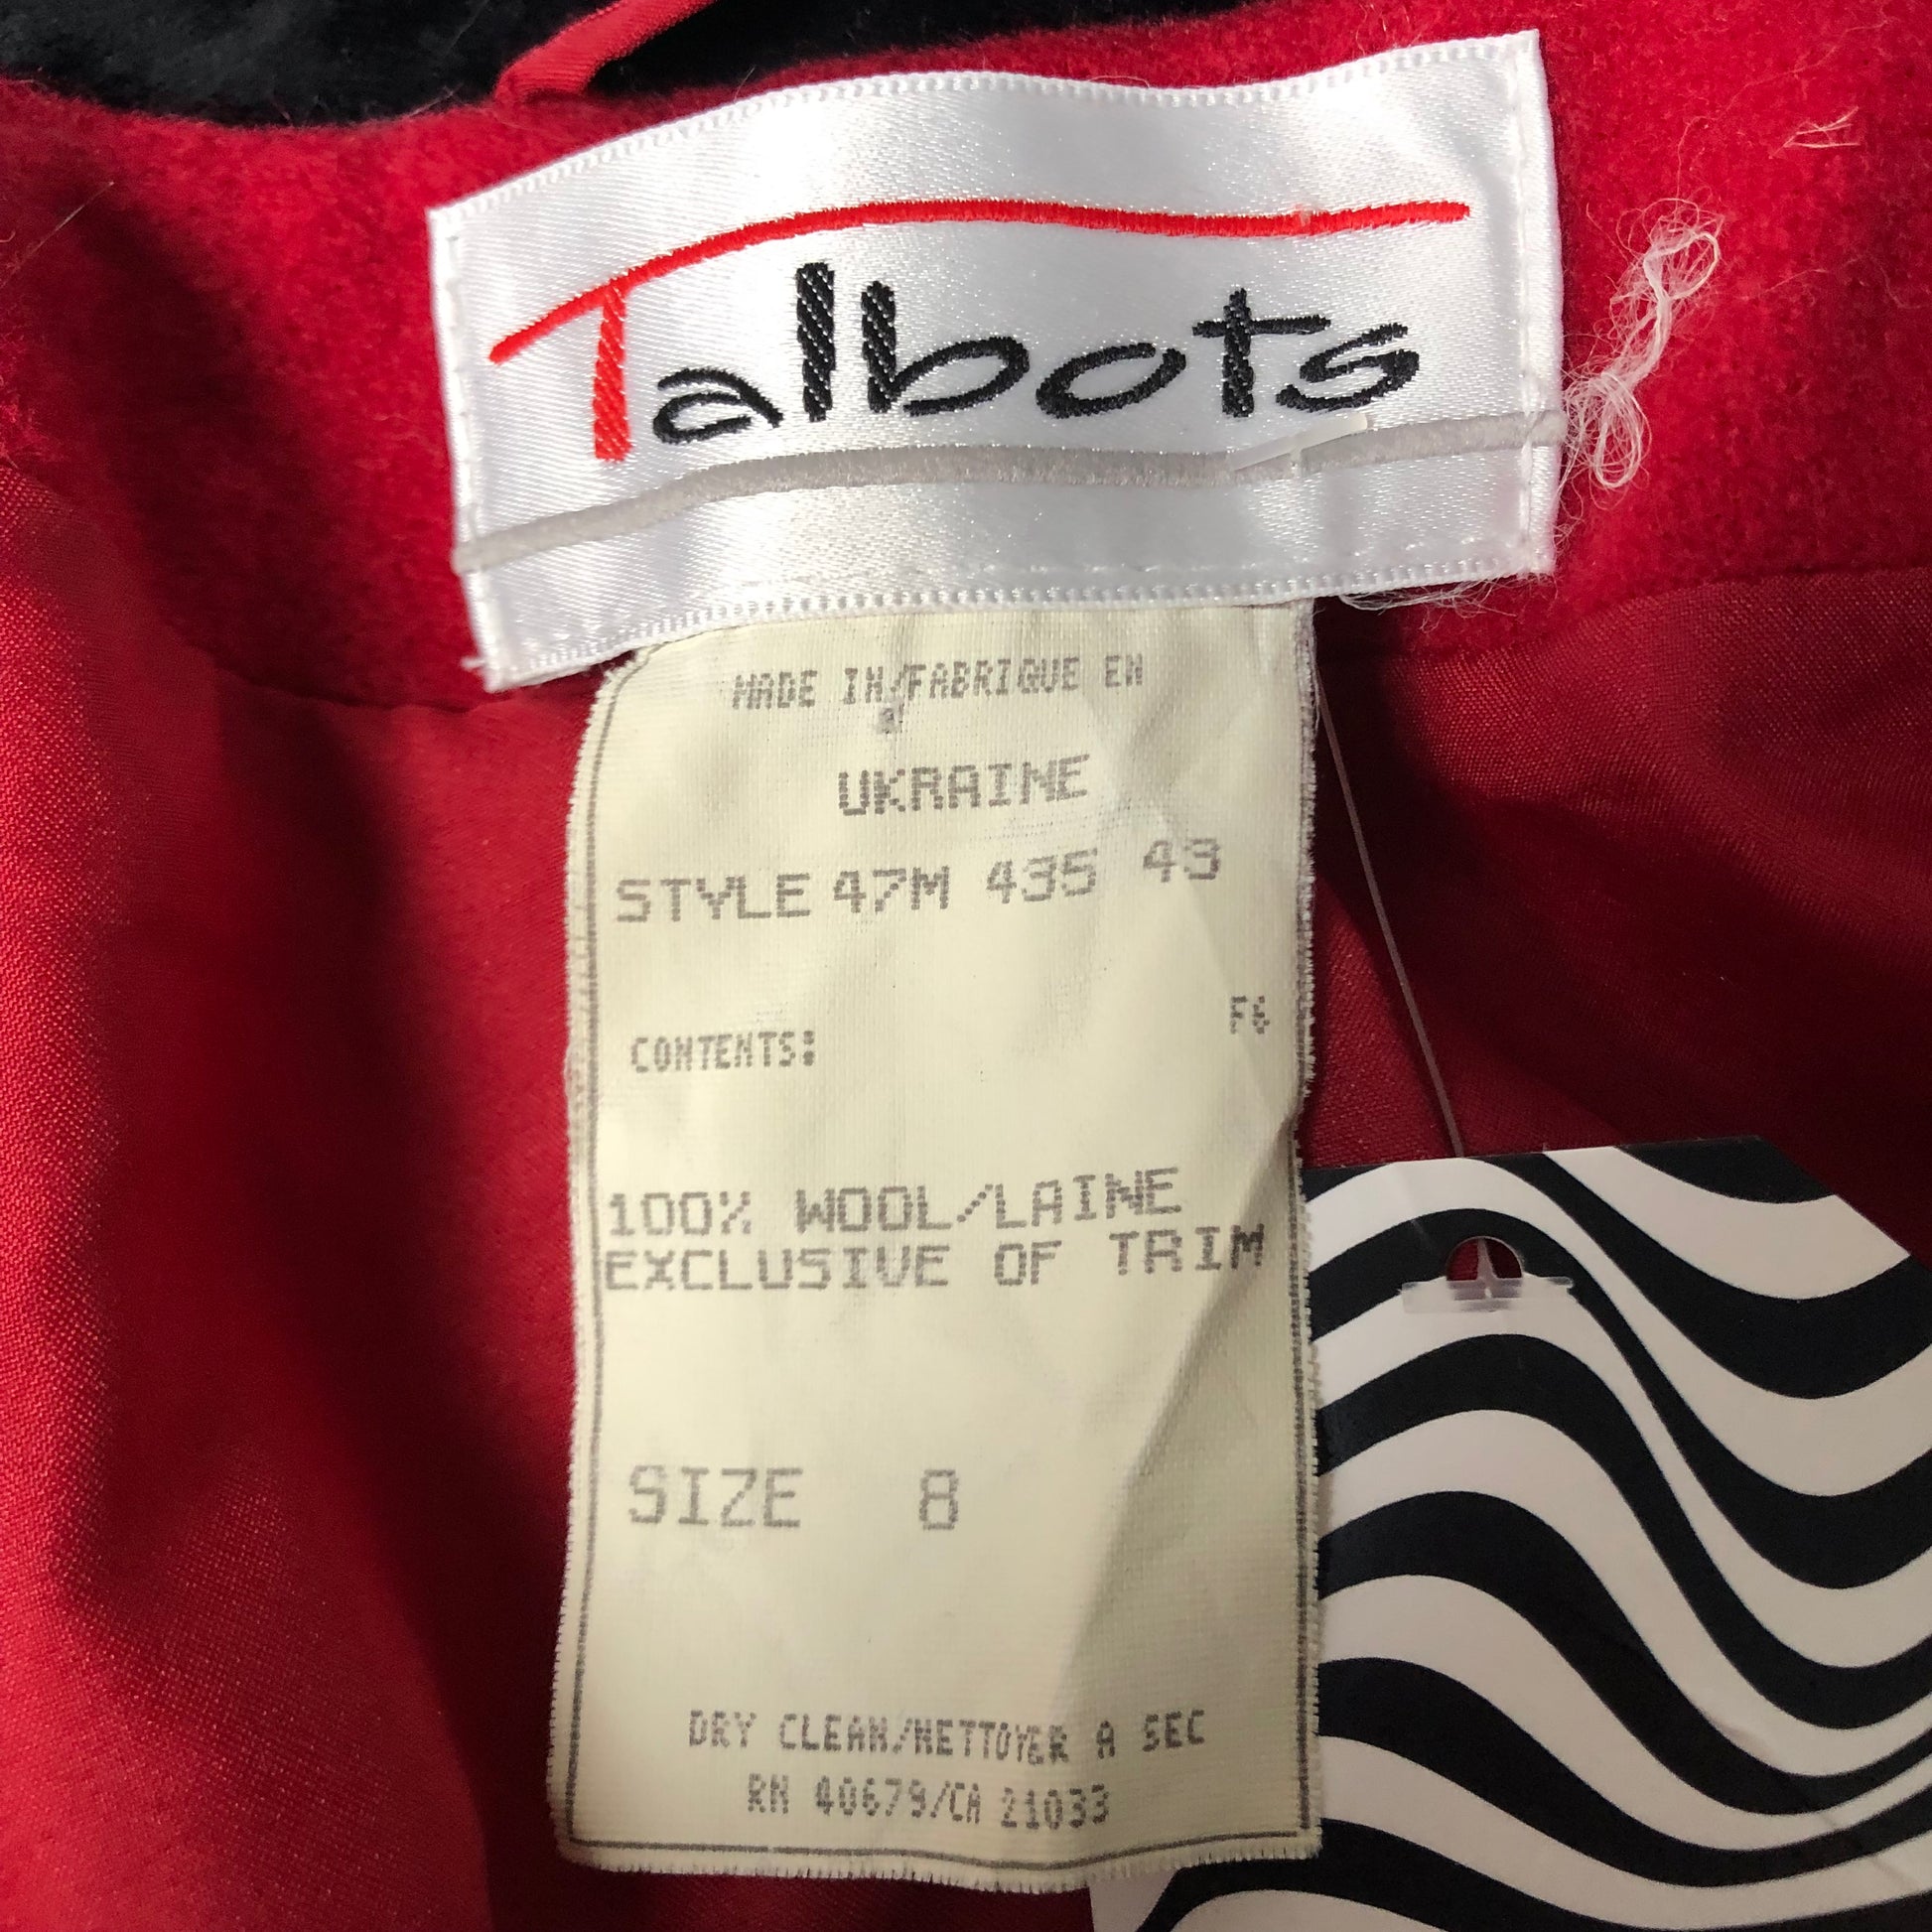 Talbots
MADE IN/FABRIQUE EN
UKRAINE
STYLE 47M 435 43
CONTENTS:
100% WOOL/LAINE
EXCLUSIVE OF TRIM
SIZE 8
DRY CLEAN/NETTOYER A SEC
RN 40679/CA 21033